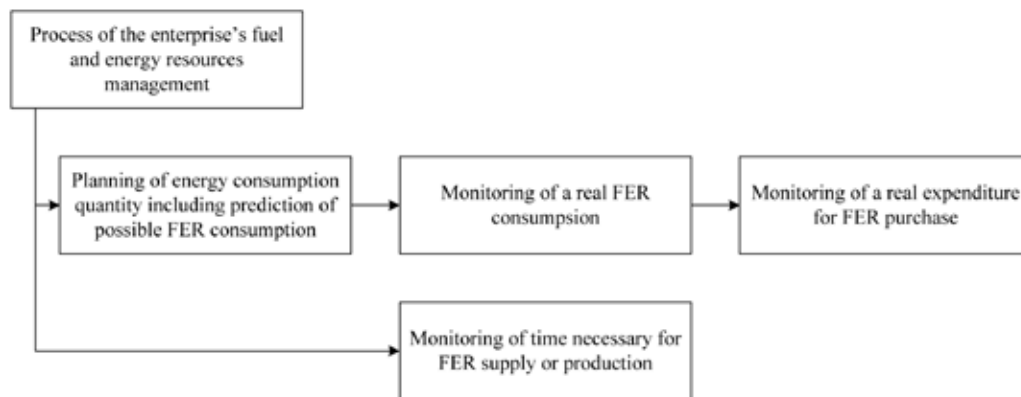 Process of the enterprise's fuel
and energy resources
management
Planning of energy consumption
quantity including prediction of
possible FER consumption
Monitoring of a real FER
consumpsion
Monitoring of a real expenditure
for FER purchase
Monitoring of time necessary for
FER supply or production